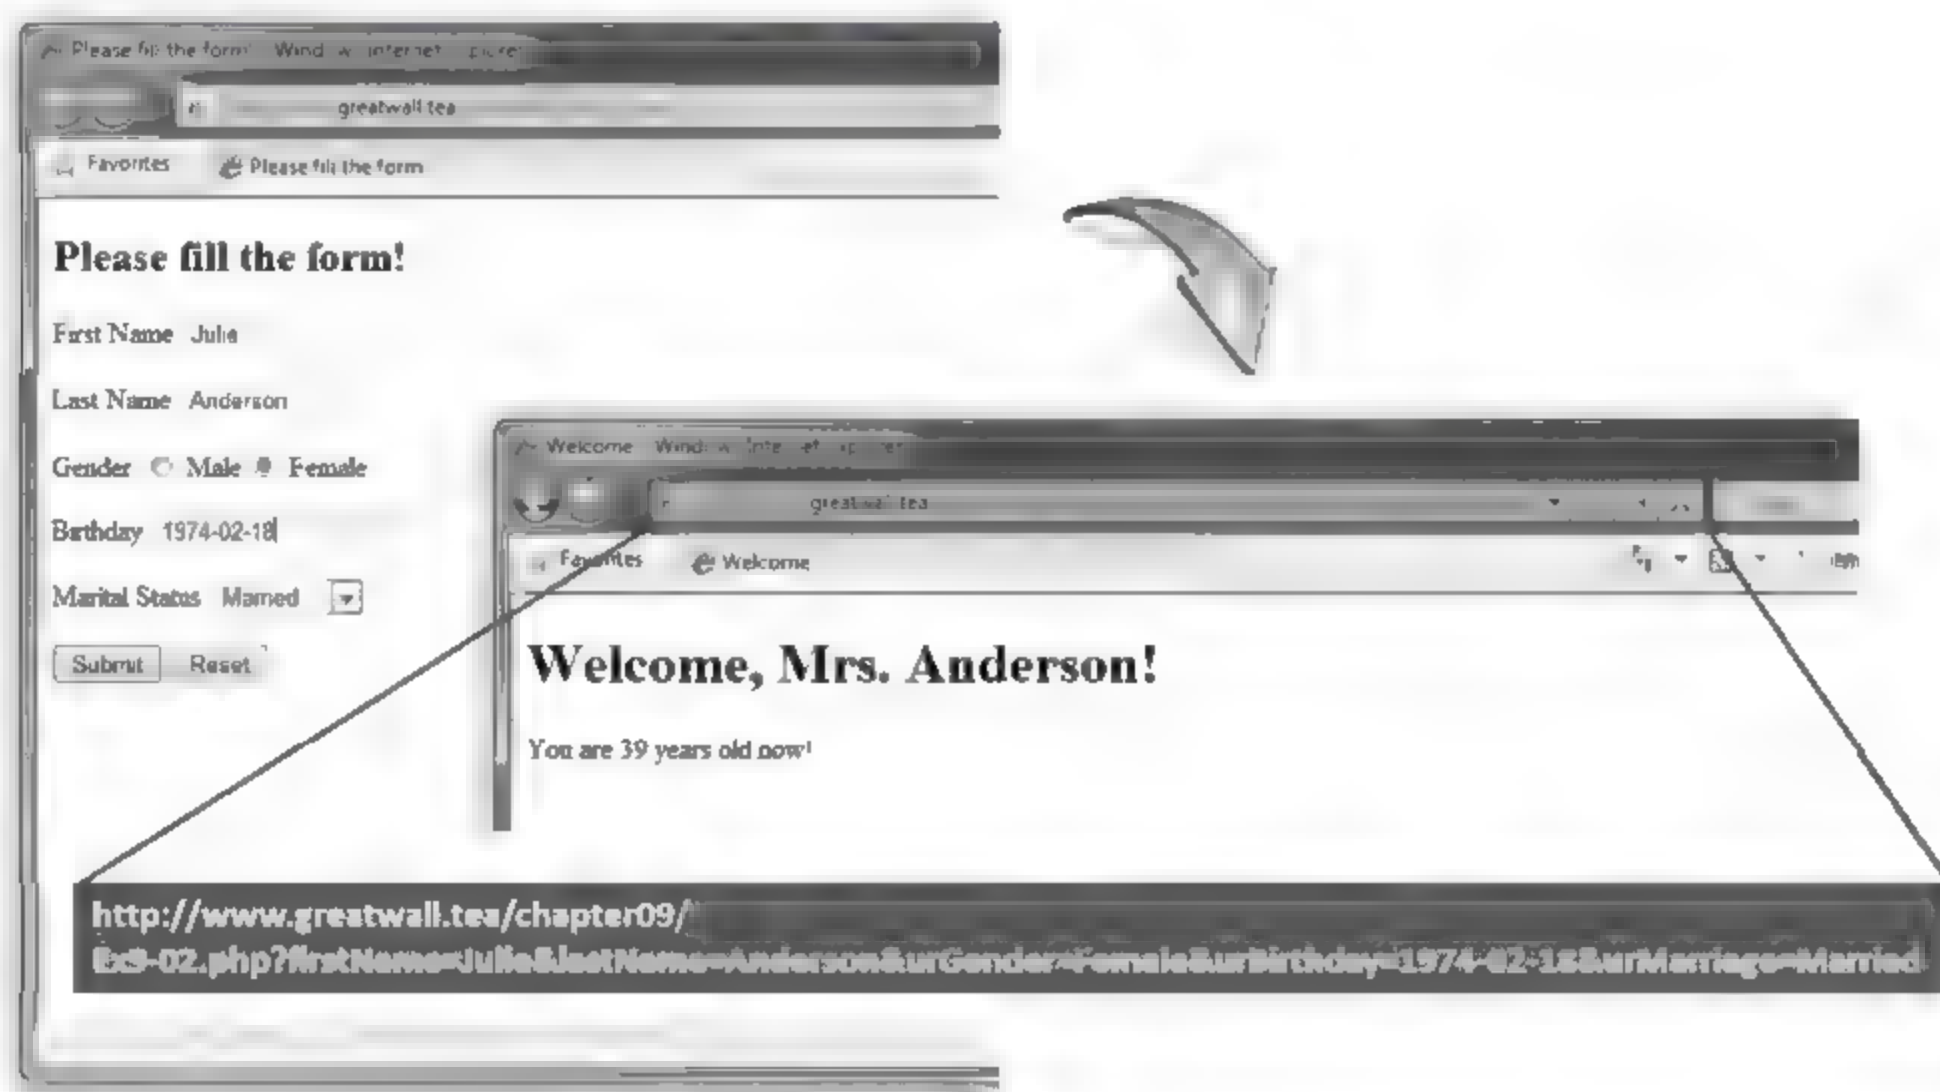 Please fill the form!
greatwall.tea
Favorites Please fill the form
Please fill the form!
First Name Julie
Last Name Anderson
Gender Male Female
Birthday 1974-02-18
Marital Status Married
Submit Reset
Welcome
greatwall.tea
Favorites Welcome
Welcome, Mrs. Anderson!
You are 39 years old now!
http://www.greatwall.tea/chapter09/
Ex9-02.php?firstName=Julie&lastName=Anderson&urGender=Female&urBirthday=1974-02-18&urMarriage=Married